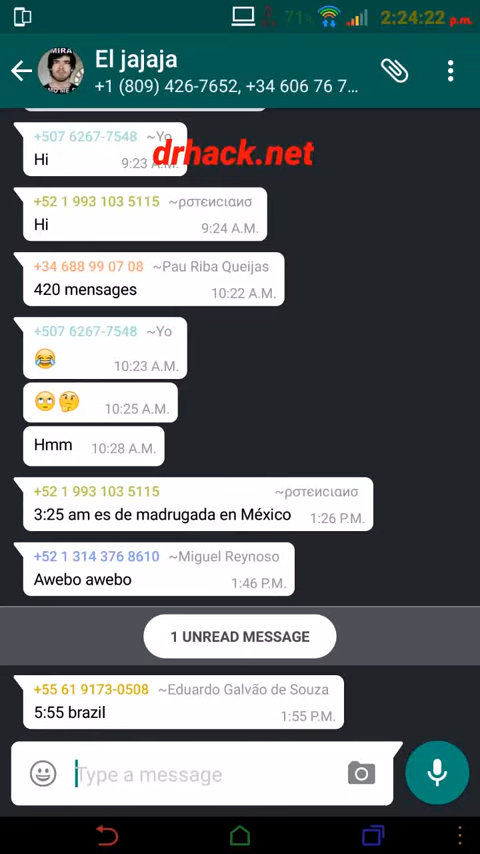 71% 2:24:22 p.m.
MIRA
El jajaja
+1 (809) 426-7652, +34 606 76 7...
+507 6267-7548 ~Yo
Hi 9:23
drhack.net
+52 1 993 103 5115 ~ρσтєиcιαиσ
Hi 9:24 A.M.
+34 688 99 07 08 ~Pau Riba Queijas
420 mensages 10:22 A.M.
+507 6267-7548 ~Yo
😂 10:23 A.M.
🙄🤔 10:25 A.M.
Hmm 10:28 A.M.
+52 1 993 103 5115 ~ρσтєиcιαиσ
3:25 am es de madrugada en México 1:26 P.M.
+52 1 314 376 8610 ~Miguel Reynoso
Awebo awebo 1:46 P.M.
1 UNREAD MESSAGE
+55 61 9173-0508 ~Eduardo Galvão de Souza
5:55 brazil 1:55 P.M.
Type a message